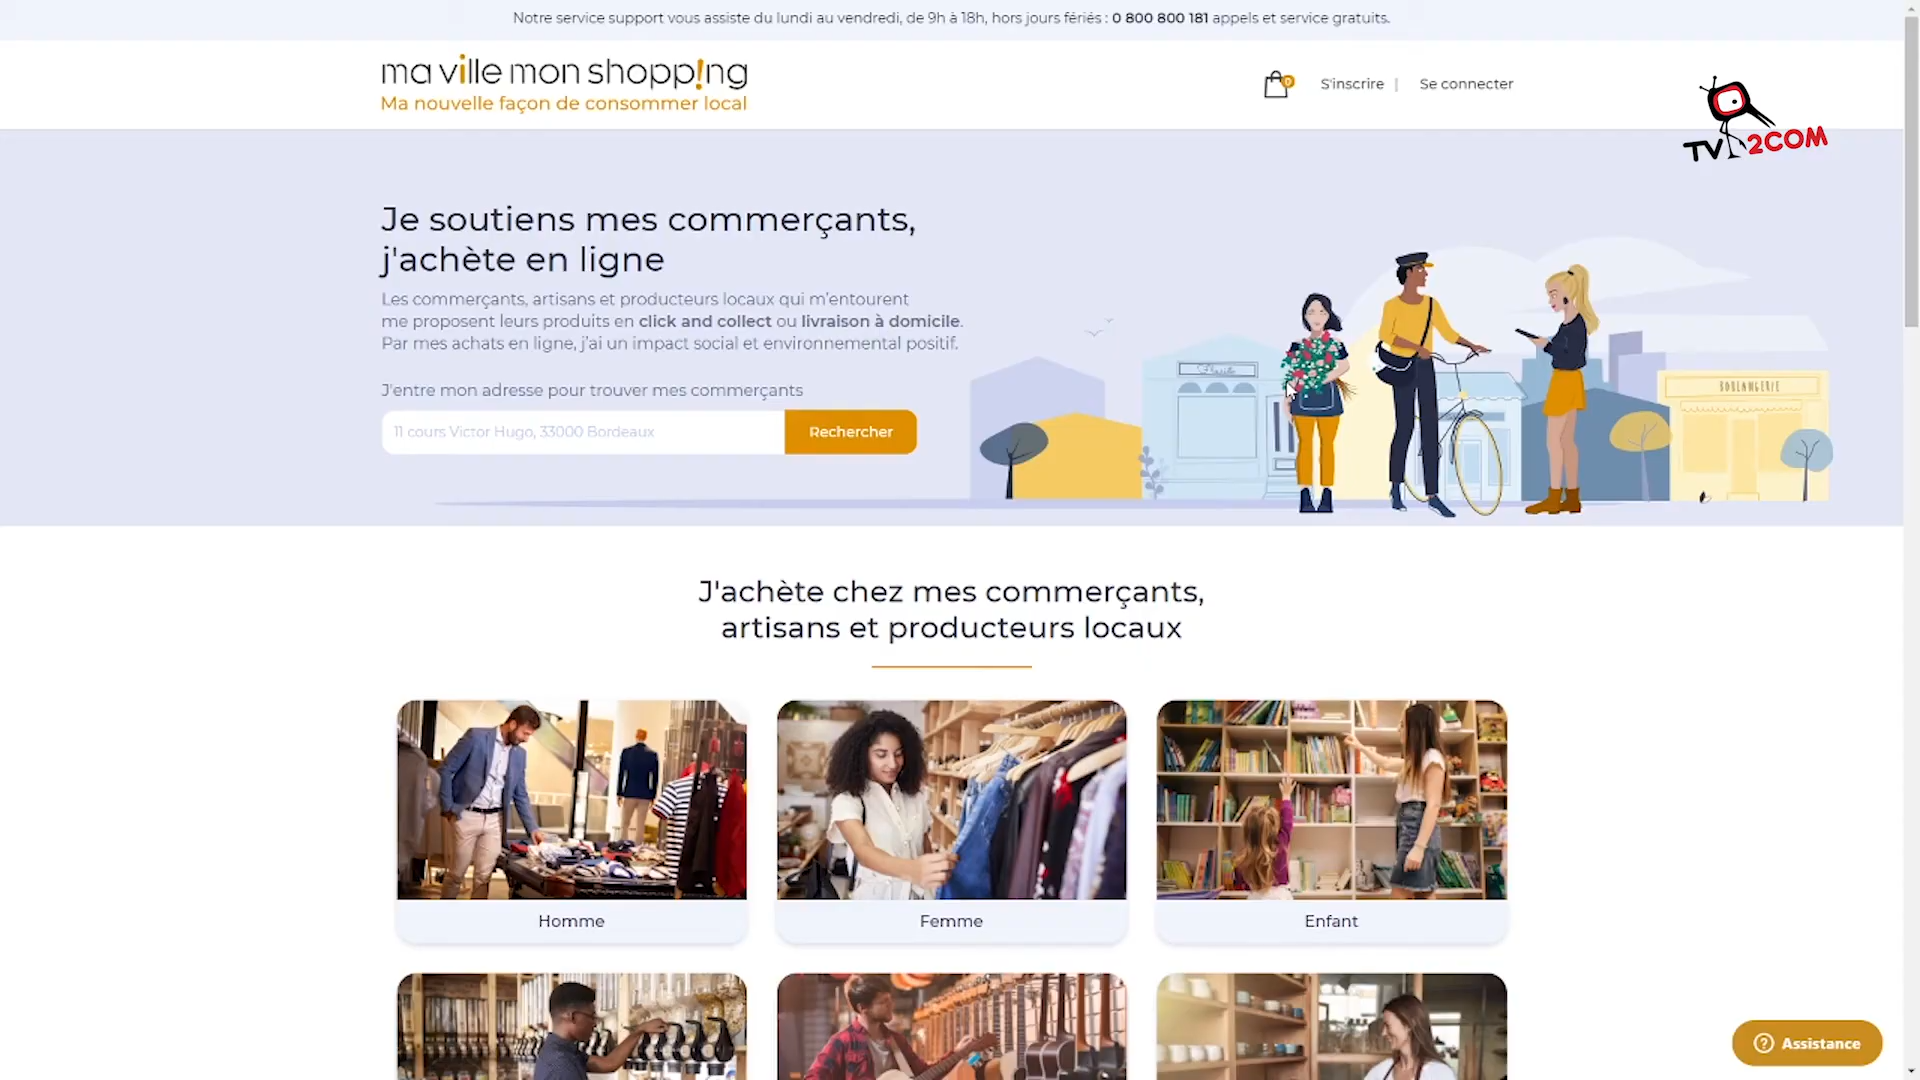 Notre service support vous assiste du lundi au vendredi, de 9h à 18h, hors jours fériés : 0 800 800 181 appels et service gratuits.
ma ville mon shopp!ng
Ma nouvelle façon de consommer local
0
S'inscrire |
Se connecter
TV 2COM
Je soutiens mes commerçants,
j'achète en ligne
Les commerçants, artisans et producteurs locaux qui m'entourent
me proposent leurs produits en click and collect ou livraison à domicile.
Par mes achats en ligne, j'ai un impact social et environnemental positif.
J'entre mon adresse pour trouver mes commerçants
11 cours Victor Hugo, 33000 Bordeaux
Rechercher
BOULANGERIE
J'achète chez mes commerçants,
artisans et producteurs locaux
Homme
Femme
Enfant
? Assistance